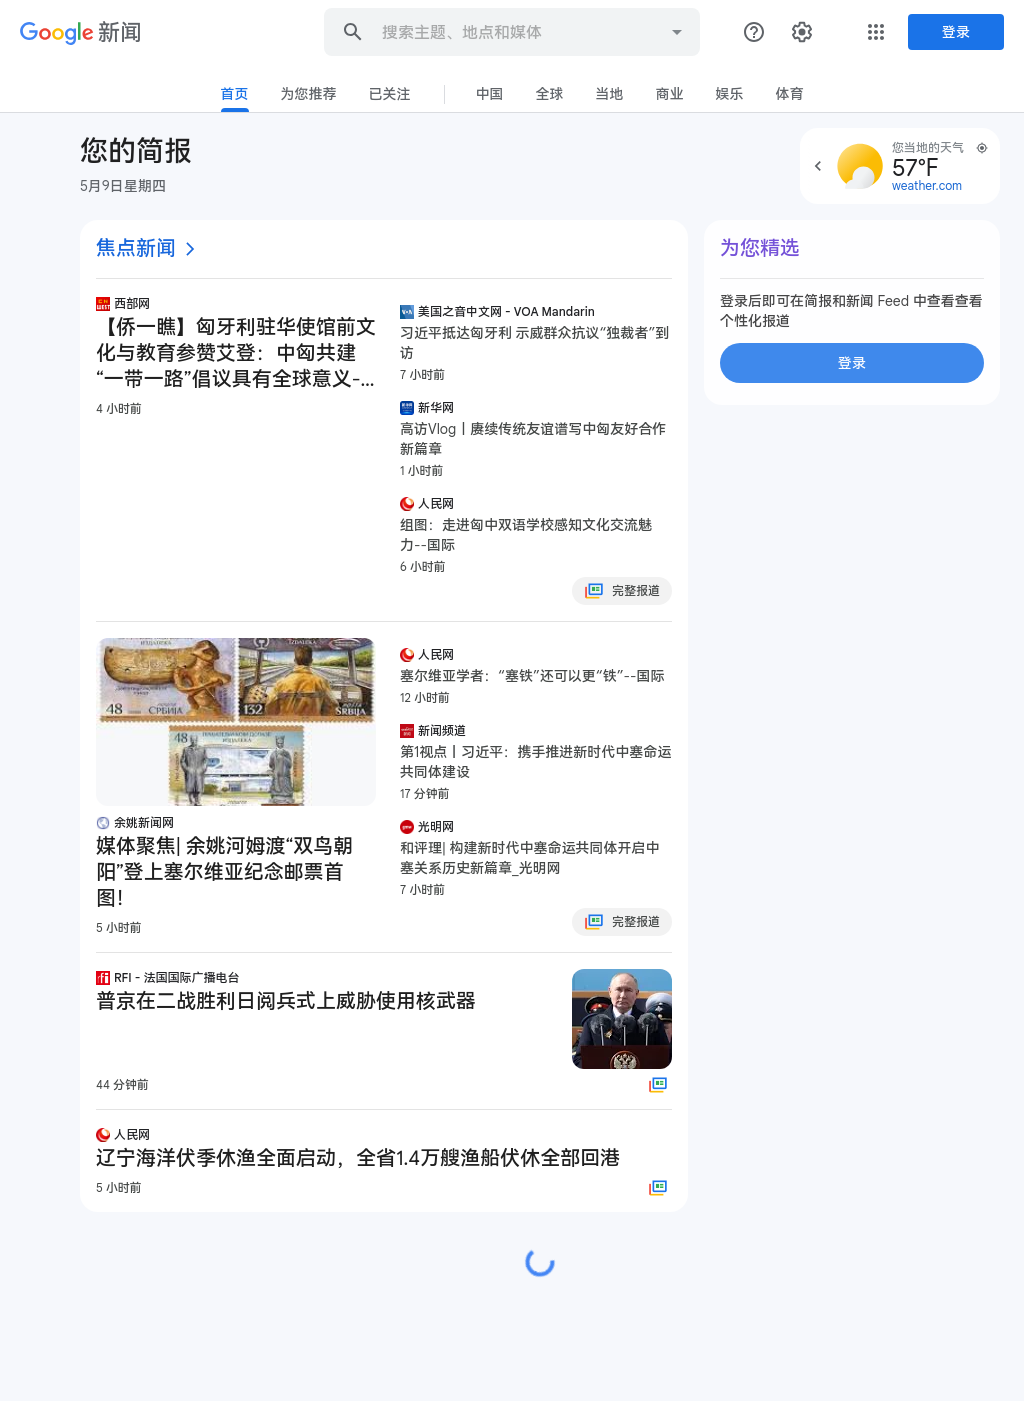 Google 新闻
搜索主题、地点和媒体
登录
首页
为您推荐
已关注
中国
全球
当地
商业
娱乐
体育
您的简报
5月9日星期四
您当地的天气
57°F
weather.com
焦点新闻
西部网
【侨一瞧】匈牙利驻华使馆前文
化与教育参赞艾登：中匈共建
“一带一路”倡议具有全球意义-...
4 小时前
美国之音中文网 - VOA Mandarin
习近平抵达匈牙利 示威群众抗议“独裁者”到
访
7 小时前
新华网
高访Vlog丨赓续传统友谊谱写中匈友好合作
新篇章
1 小时前
人民网
组图：走进匈中双语学校感知文化交流魅
力--国际
6 小时前
完整报道
48
СРБИЈА
132
SRBIJA
48
余姚新闻网
媒体聚焦| 余姚河姆渡“双鸟朝
阳”登上塞尔维亚纪念邮票首
图！
5 小时前
人民网
塞尔维亚学者：“塞铁”还可以更“铁”--国际
12 小时前
新闻频道
第1视点丨习近平：携手推进新时代中塞命运
共同体建设
17 分钟前
光明网
和评理| 构建新时代中塞命运共同体开启中
塞关系历史新篇章_光明网
7 小时前
完整报道
RFI - 法国国际广播电台
普京在二战胜利日阅兵式上威胁使用核武器
44 分钟前
人民网
辽宁海洋伏季休渔全面启动，全省1.4万艘渔船伏休全部回港
5 小时前
为您精选
登录后即可在简报和新闻 Feed 中查看查看
个性化报道
登录